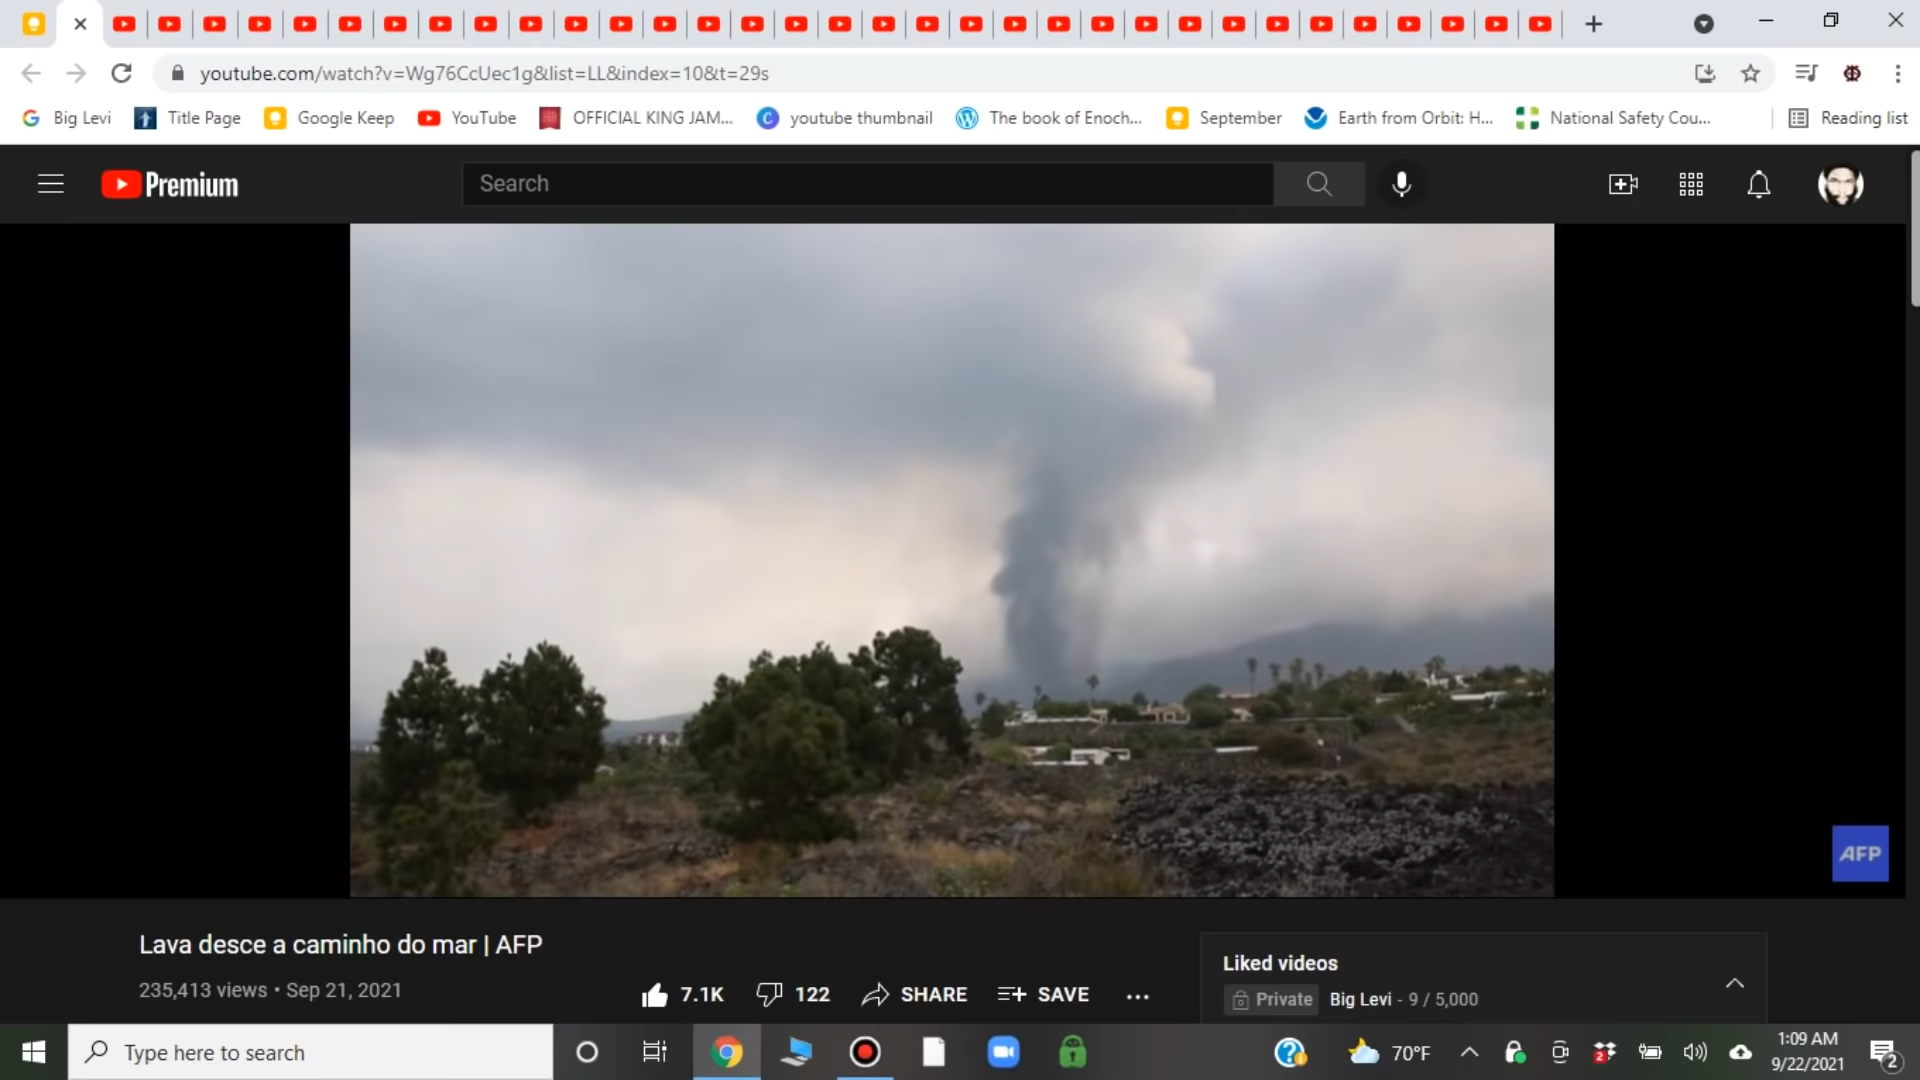 youtube.com/watch?v=Wg76CcUec1g&list=LL&index=10&t=29s
Big Levi Title Page Google Keep YouTube OFFICIAL KING JAM... youtube thumbnail The book of Enoch... September Earth from Orbit: H... National Safety Cou... Reading list
Premium Search
AFP
Lava desce a caminho do mar | AFP
235,413 views • Sep 21, 2021 7.1K 122 SHARE SAVE
Liked videos
Private Big Levi - 9 / 5,000
Type here to search 70°F 1:09 AM
9/22/2021
2
2